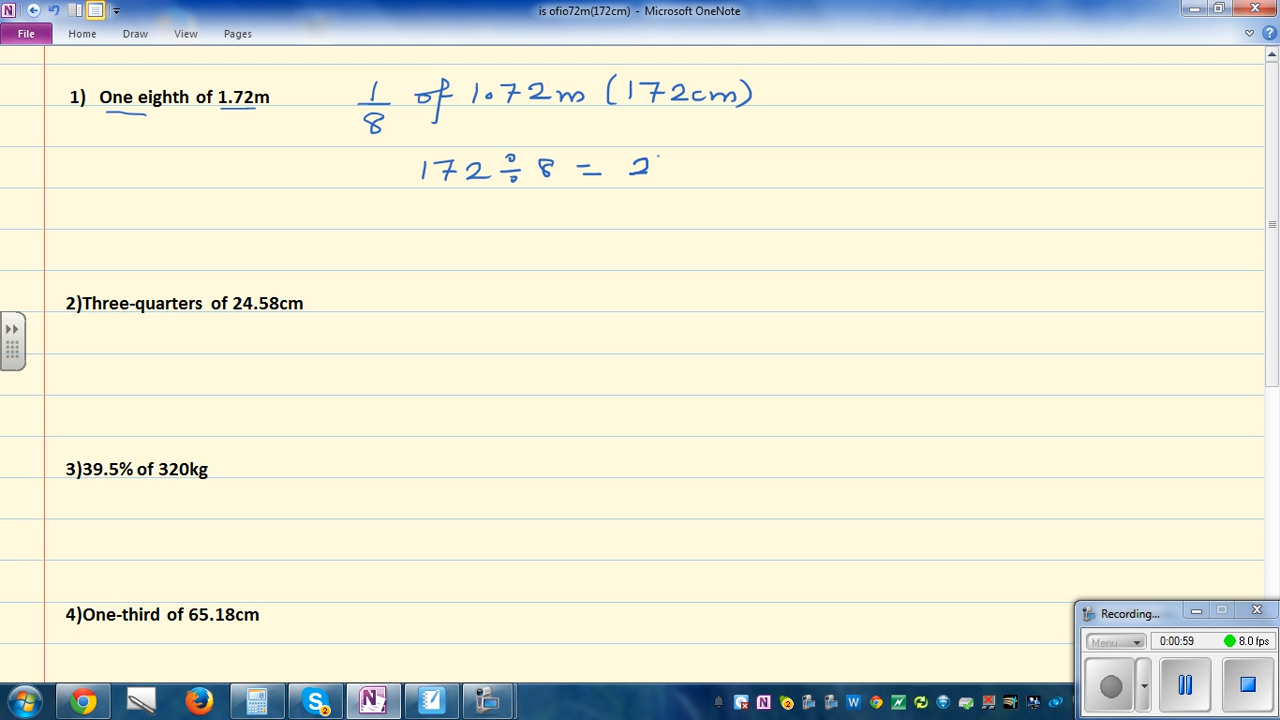 is ofio72m(172cm) - Microsoft OneNote
File Home Draw View Pages
1) One eighth of 1.72m 1/8 of 1.72m (172cm)
172 ÷ 8 = 2
2)Three-quarters of 24.58cm
3)39.5% of 320kg
4)One-third of 65.18cm
Recording...
Menu 0:00:59 8.0 fps